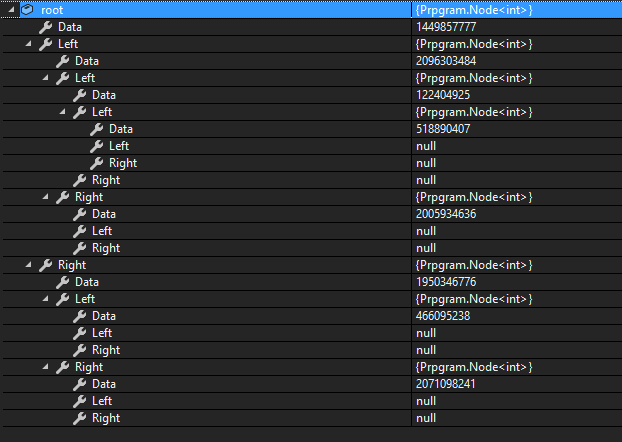 root {Prpgram.Node<int>}
Data 1449857777
Left {Prpgram.Node<int>}
Data 2096303484
Left {Prpgram.Node<int>}
Data 122404925
Left {Prpgram.Node<int>}
Data 518890407
Left null
Right null
Right null
Right {Prpgram.Node<int>}
Data 2005934636
Left null
Right null
Right {Prpgram.Node<int>}
Data 1950346776
Left {Prpgram.Node<int>}
Data 466095238
Left null
Right null
Right {Prpgram.Node<int>}
Data 2071098241
Left null
Right null